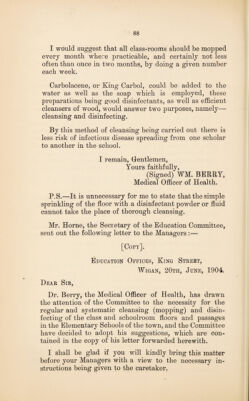 88
I would suggest that all class-rooms should be mopped
every month where practicable, and certainly not less
often than once in two months, by doing a given number
each week.
Carbolacene, or King Carbol, could be added to the
water as well as the soap which is employed, these
preparations being good disinfectants, as well as efficient
cleansers of wood, would answer two purposes, namely—
cleansing and disinfecting.
By this method of cleansing being carried out there is
less risk of infectious disease spreading from one scholar
to another in the school.
I remain, Gentlemen,
Yours faithfully,
(Signed) WM. BERRY,
Medical Officer of Health.
P.S.—It is unnecessary for me to state that the simple
sprinkling of the floor with a disinfectant powder or fluid
cannot take the place of thorough cleansing.
Mr. Horne, the Secretary of the Education Committee,
sent out the following letter to the Managers :—
[Copy].
Education Offices, King Street,
Wigan, 20th, June, 1904.
Dear Sir,
Dr. Berry, the Medical Officer of Health, has drawn
the attention of the Committee to the necessity for the
regular and systematic cleansing (mopping) and disin-
fecting of the class and schoolroom floors and passages
in the Elementary Schools of the town, and the Committee
have decided to adopt his suggestions, which are con-
tained in the copy of his letter forwarded herewith.
I shall be glad if you will kindly bring this matter
before your Managers with a view to the necessary in-
structions being given to the caretaker.